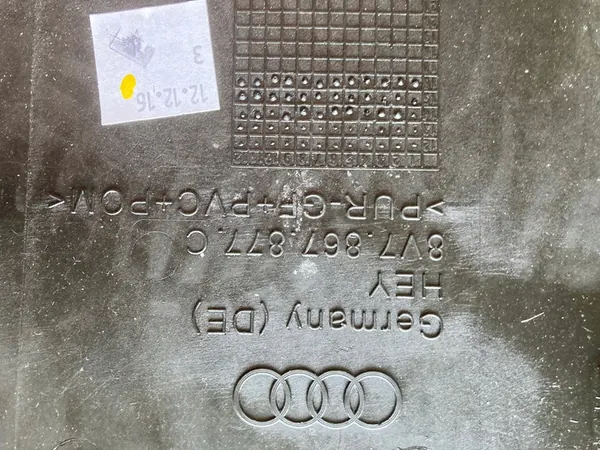 Germany (DE)
HEY
8V7.867.877.C
>PUR-GF+PVC+POM<
12.12.16
3